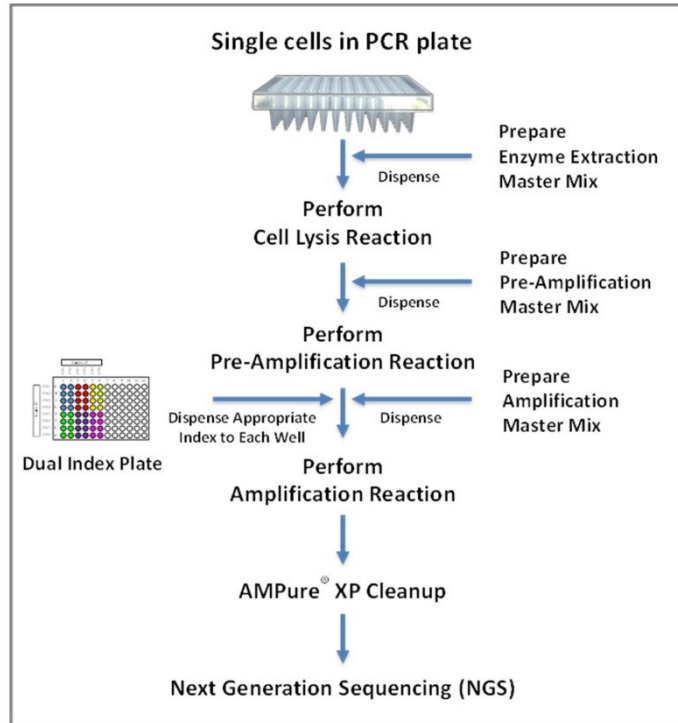 Single cells in PCR plate
Prepare
Enzyme Extraction
Master Mix
Dispense
Perform
Cell Lysis Reaction
Prepare
Pre-Amplification
Master Mix
Dispense
Perform
Pre-Amplification Reaction
Prepare
Amplification
Master Mix
Dispense Appropriate
Index to Each Well
Dispense
Dual Index Plate
Perform
Amplification Reaction
AMPure® XP Cleanup
Next Generation Sequencing (NGS)